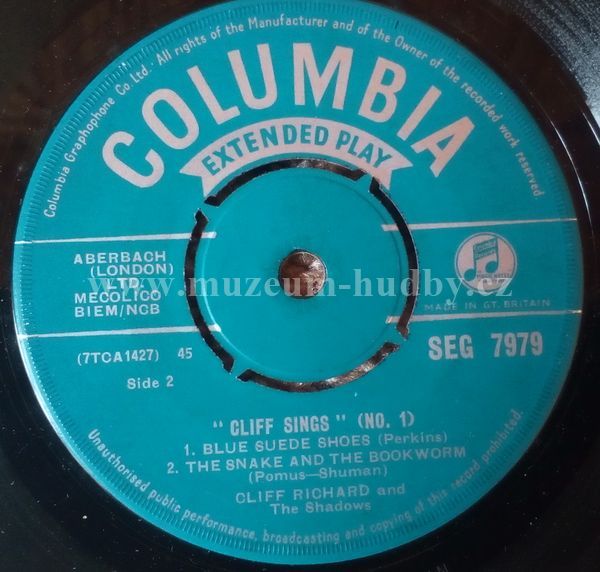 Columbia Graphophone Co. Ltd. All rights of the Manufacturer and of the Owner of the recorded work reserved
COLUMBIA
EXTENDED PLAY
ABERBACH
(LONDON)
LTD
MECOLICO
BIEM/NCB
www.muzeum-hudby.cz
MADE IN GT. BRITAIN
(7TCA1427) 45
SEG 7979
Side 2
"CLIFF SINGS" (NO. 1)
1. BLUE SUEDE SHOES (Perkins)
2. THE SNAKE AND THE BOOKWORM
(Pomus—Shuman)
CLIFF RICHARD and
The Shadows
Unauthorised public performance, broadcasting and copying of this record prohibited.